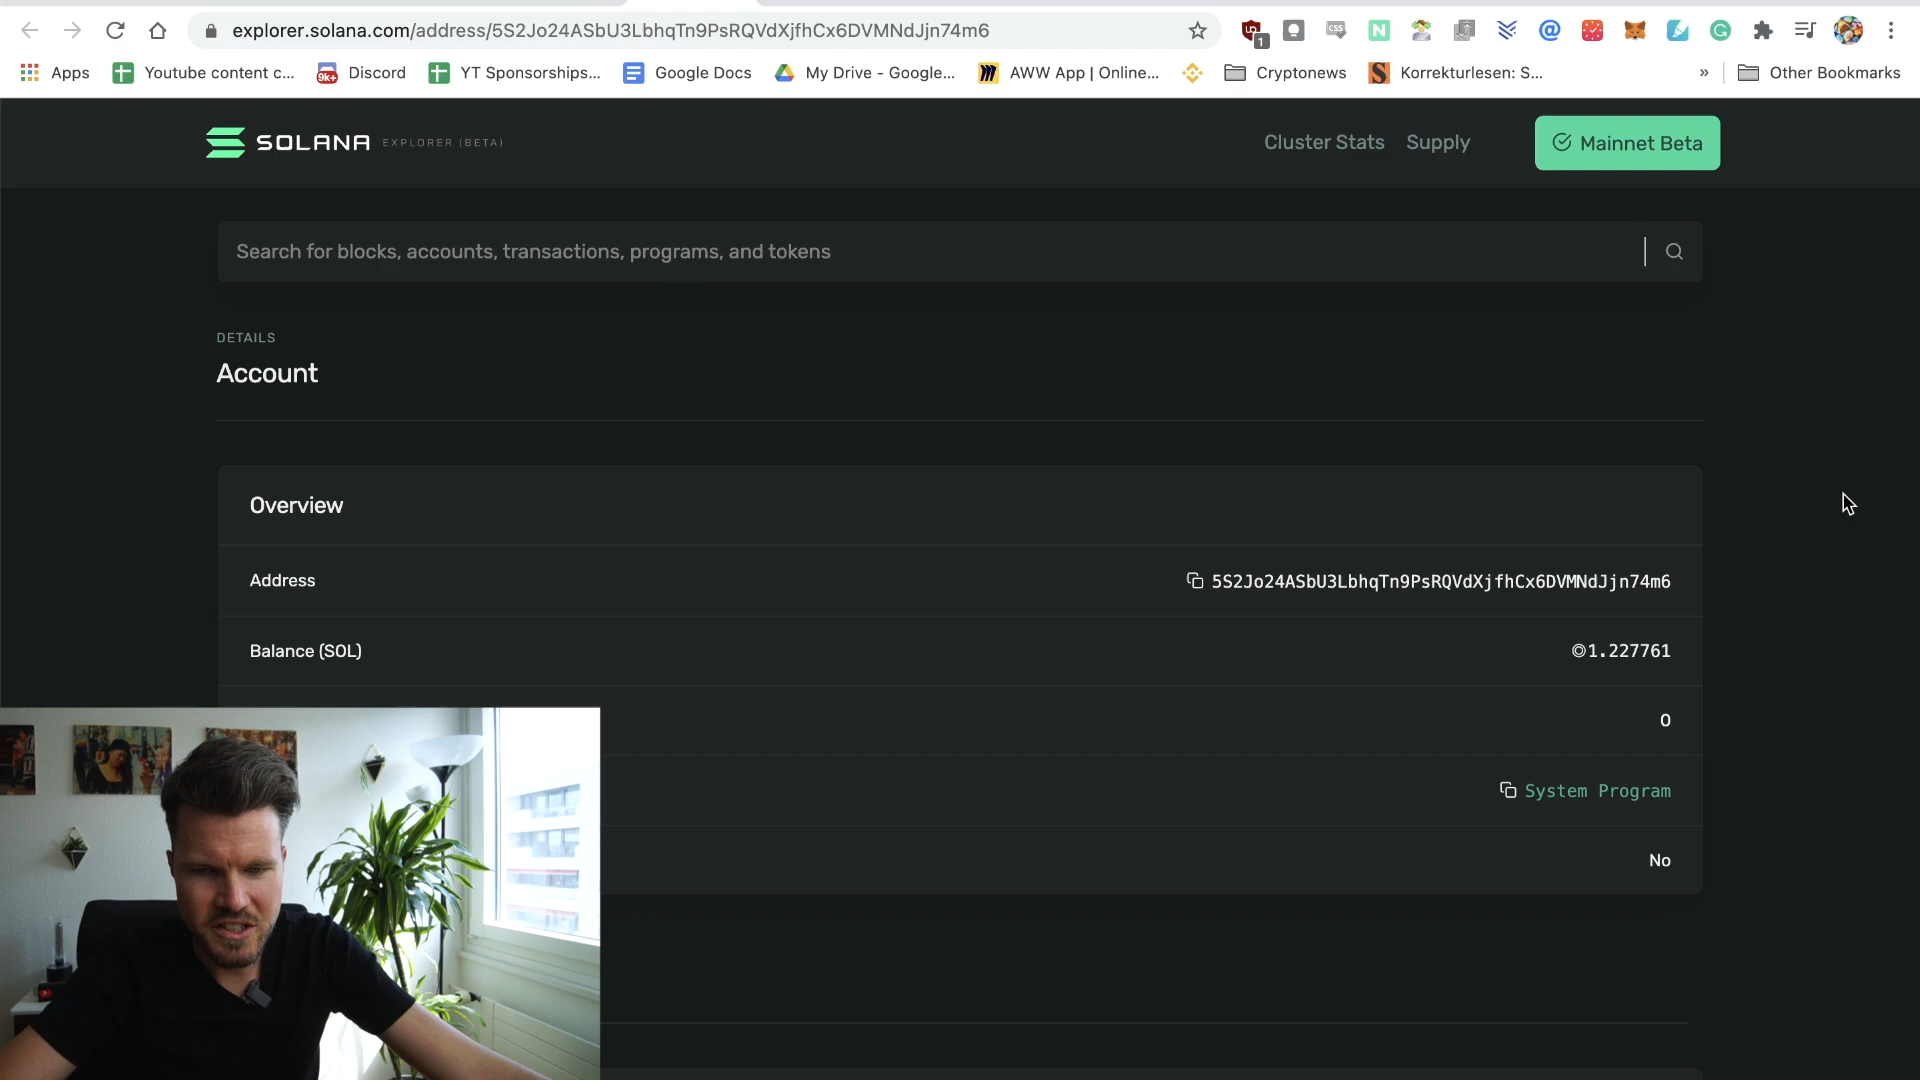 explorer.solana.com/address/5S2Jo24ASbU3LbhqTn9PsRQVdXjfhCx6DVMNdJjn74m6
1
Apps
Youtube content c...
9k+
Discord
YT Sponsorships...
Google Docs
My Drive - Google...
AWW App | Online...
Cryptonews
Korrekturlesen: S...
»
Other Bookmarks
SOLANA EXPLORER (BETA)
Cluster Stats
Supply
Mainnet Beta
Search for blocks, accounts, transactions, programs, and tokens
DETAILS
Account
Overview
Address
5S2Jo24ASbU3LbhqTn9PsRQVdXjfhCx6DVMNdJjn74m6
Balance (SOL)
◎1.227761
0
System Program
No